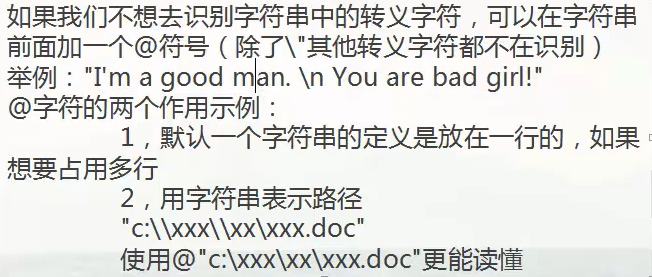 如果我们不想去识别字符串中的转义字符，可以在字符串
前面加一个@符号（除了\"其他转义字符都不在识别）
举例："I'm a good man. \n You are bad girl!"
@字符的两个作用示例：
1，默认一个字符串的定义是放在一行的，如果
想要占用多行
2，用字符串表示路径
"c:\\xxx\\xx\\xxx.doc"
使用@"c:\xxx\xx\xxx.doc"更能读懂